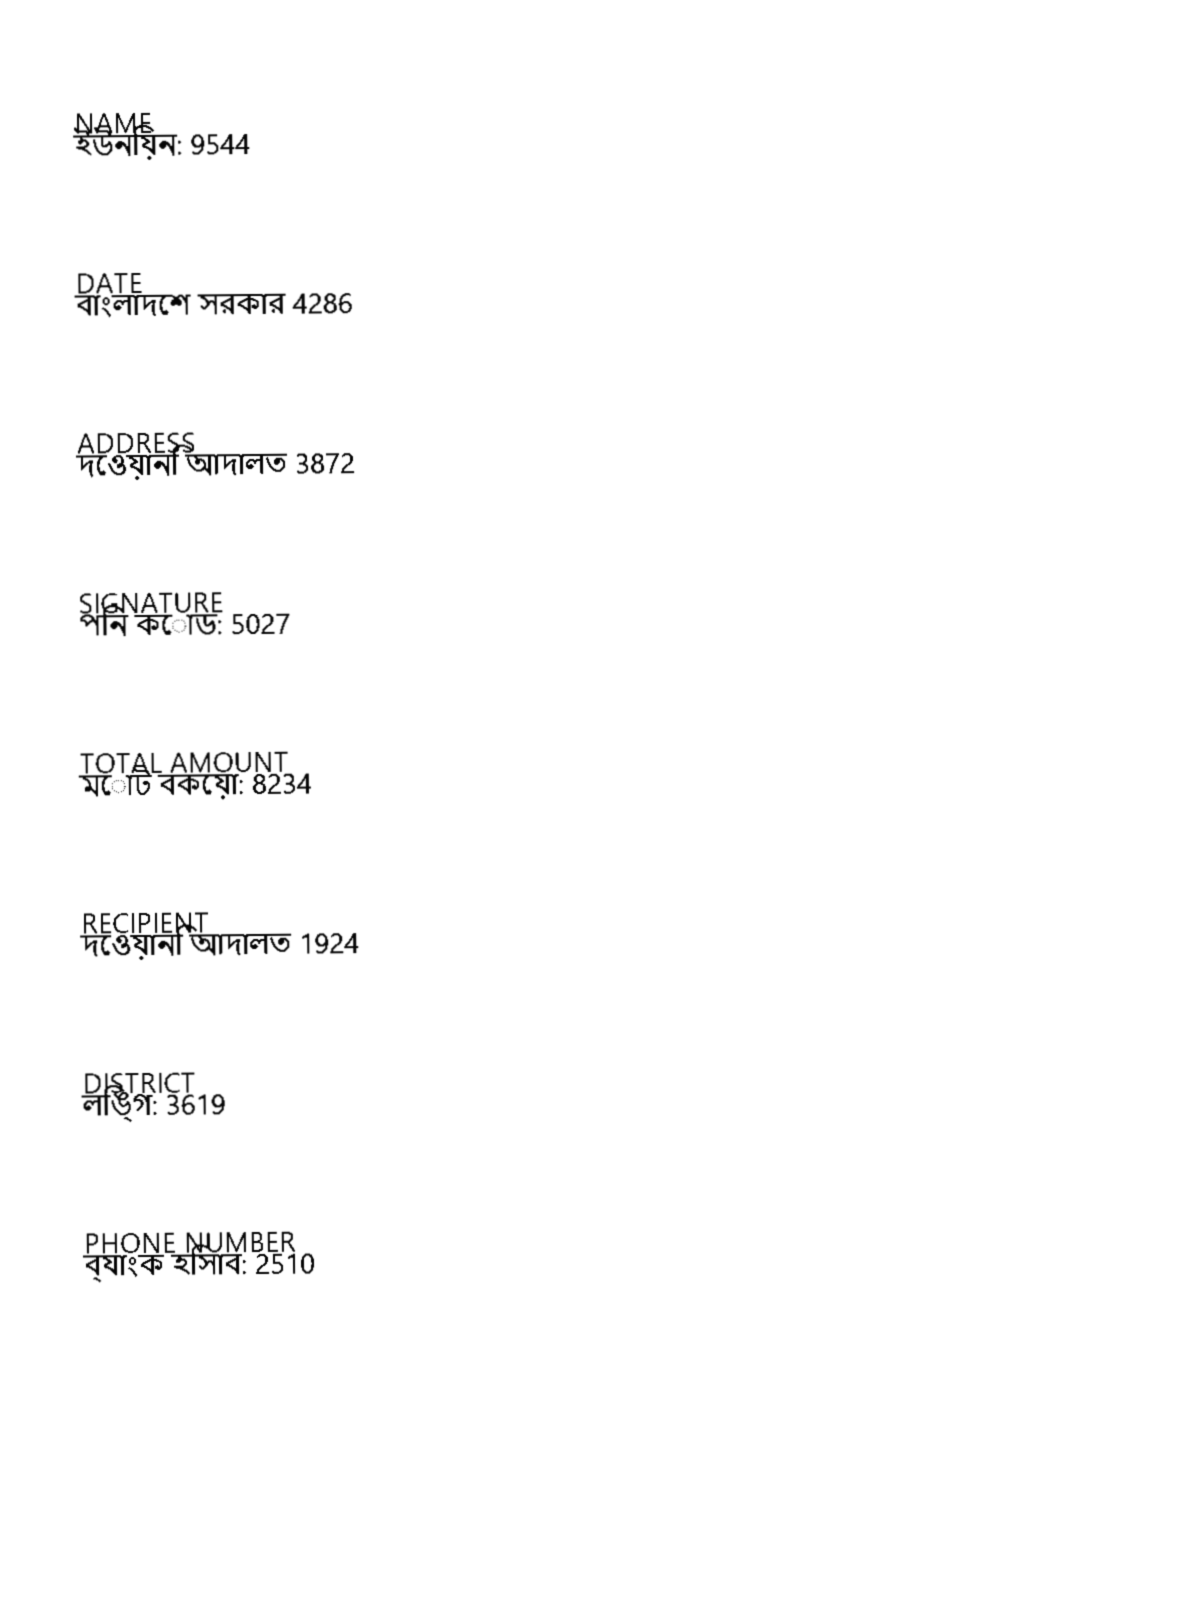 NAME
ইউনিয়ন: 9544
DATE
বাংলাদেশ সরকার 4286
ADDRESS
দেওয়ানি আদালত 3872
SIGNATURE
পিন কোড: 5027
TOTAL AMOUNT
মোট বকেয়া: 8234
RECIPIENT
দেওয়ানি আদালত 1924
DISTRICT
লিঙ্গ: 3619
PHONE NUMBER
ব্যাংক হিসাব: 2510